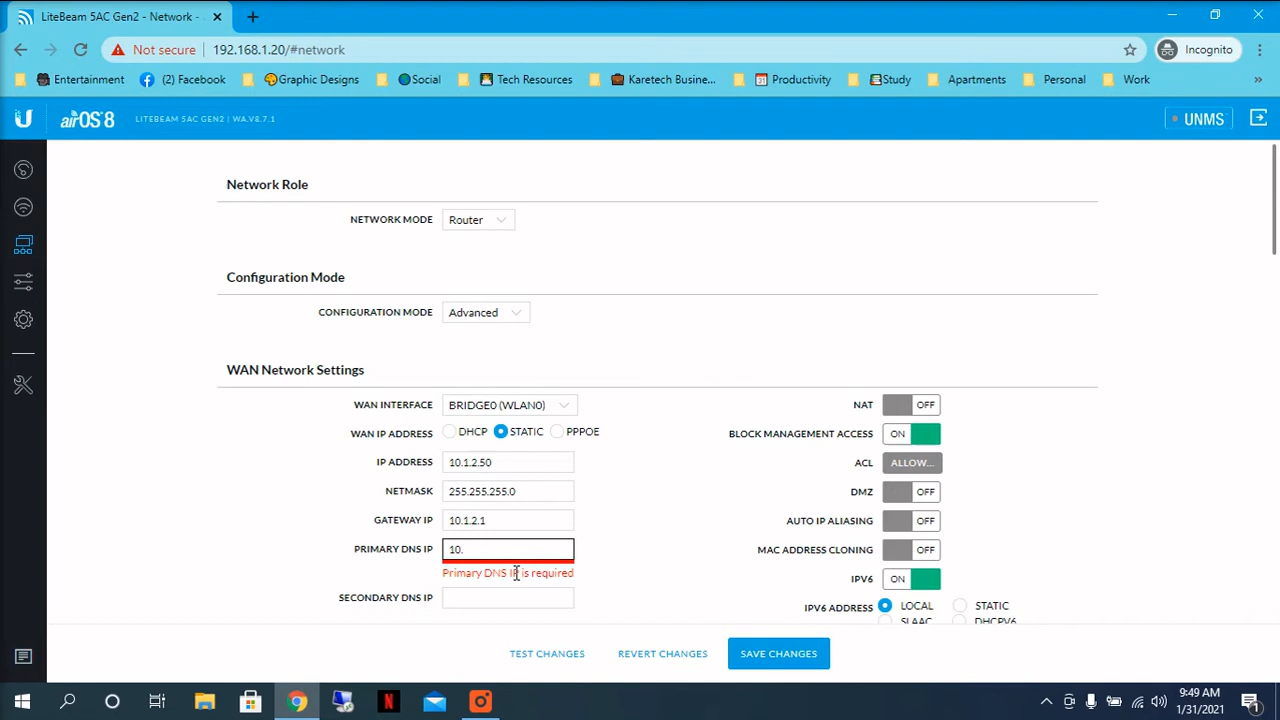 LiteBeam 5AC Gen2 - Network -
Not secure 192.168.1.20/#network Incognito
Entertainment (2) Facebook Graphic Designs Social Tech Resources Karetech Busine... Productivity Study Apartments Personal Work »
U airOS®8 LITEBEAM 5AC GEN2 | WA.V8.7.1 UNMS
Network Role
NETWORK MODE Router
Configuration Mode
CONFIGURATION MODE Advanced
WAN Network Settings
WAN INTERFACE BRIDGE0 (WLAN0) NAT OFF
WAN IP ADDRESS DHCP STATIC PPPOE BLOCK MANAGEMENT ACCESS ON
IP ADDRESS 10.1.2.50 ACL ALLOW...
NETMASK 255.255.255.0 DMZ OFF
GATEWAY IP 10.1.2.1 AUTO IP ALIASING OFF
PRIMARY DNS IP 10. MAC ADDRESS CLONING OFF
Primary DNS IP is required IPV6 ON
SECONDARY DNS IP IPV6 ADDRESS LOCAL STATIC
SLAAC DHCPV6
TEST CHANGES REVERT CHANGES SAVE CHANGES
N 9:49 AM
1/31/2021 1